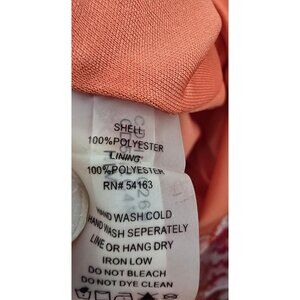 SHELL
100%POLYESTER
LINING
100%POLYESTER
RN# 54163
HAND WASH COLD
HAND WASH SEPERATELY
LINE OR HANG DRY
IRON LOW
DO NOT BLEACH
DO NOT DYE CLEAN